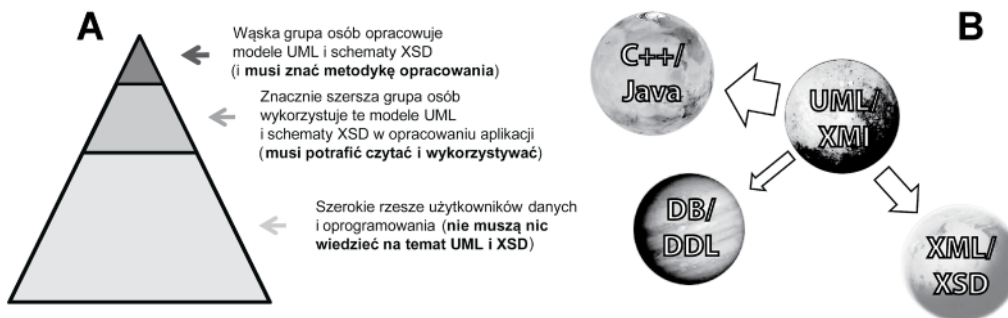 A
Wąska grupa osób opracowuje
modele UML i schematy XSD
(i musi znać metodykę opracowania)
Znacznie szersza grupa osób
wykorzystuje te modele UML
i schematy XSD w opracowaniu aplikacji
(musi potrafić czytać i wykorzystywać)
Szerokie rzesze użytkowników danych
i oprogramowania (nie muszą nic
wiedzieć na temat UML i XSD)
B
C++/
Java
UML/
XMI
DB/
DDL
XML/
XSD